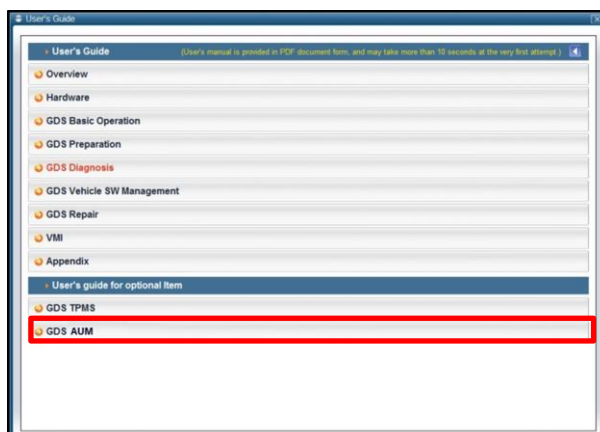 User's Guide
User's Guide (User's manual is provided in PDF document form, and may take more than 10 seconds at the very first attempt.)
Overview
Hardware
GDS Basic Operation
GDS Preparation
GDS Diagnosis
GDS Vehicle SW Management
GDS Repair
VMI
Appendix
User's guide for optional Item
GDS TPMS
GDS AUM